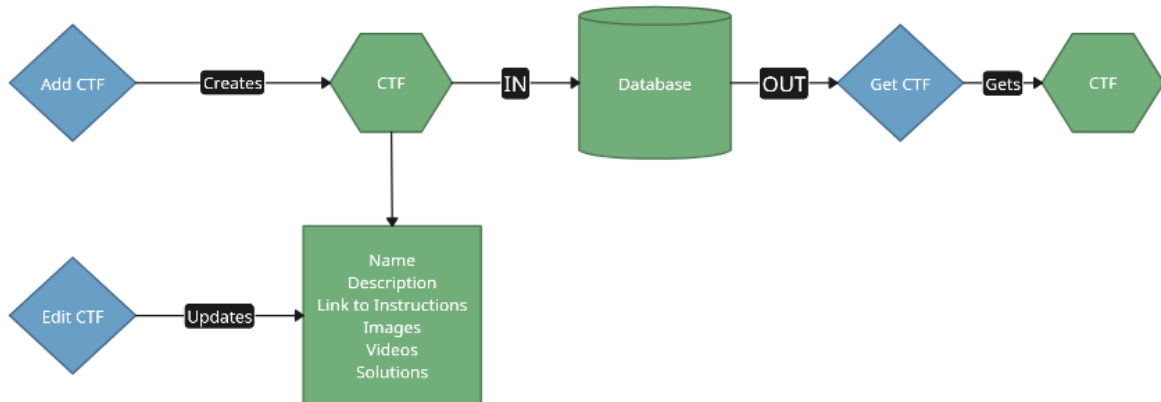 Add CTF
Creates
CTF
IN
Database
OUT
Get CTF
Gets
CTF
Name
Description
Link to Instructions
Images
Videos
Solutions
Edit CTF
Updates